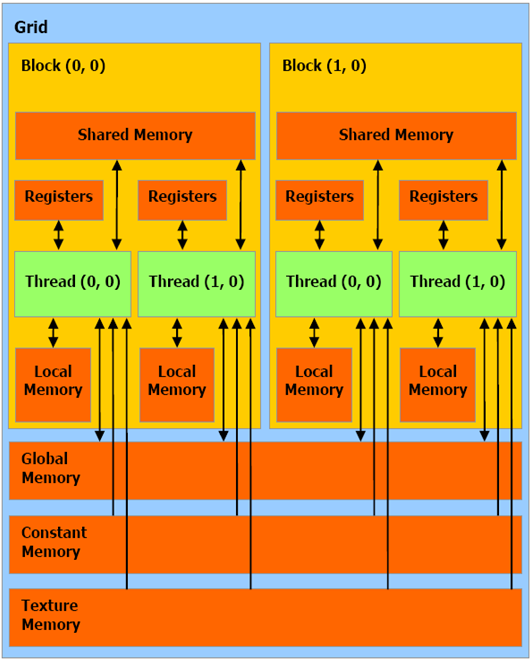 Grid
Block (0, 0)
Block (1, 0)
Shared Memory
Shared Memory
Registers
Registers
Registers
Registers
Thread (0, 0)
Thread (1, 0)
Thread (0, 0)
Thread (1, 0)
Local
Memory
Local
Memory
Local
Memory
Local
Memory
Global
Memory
Constant
Memory
Texture
Memory